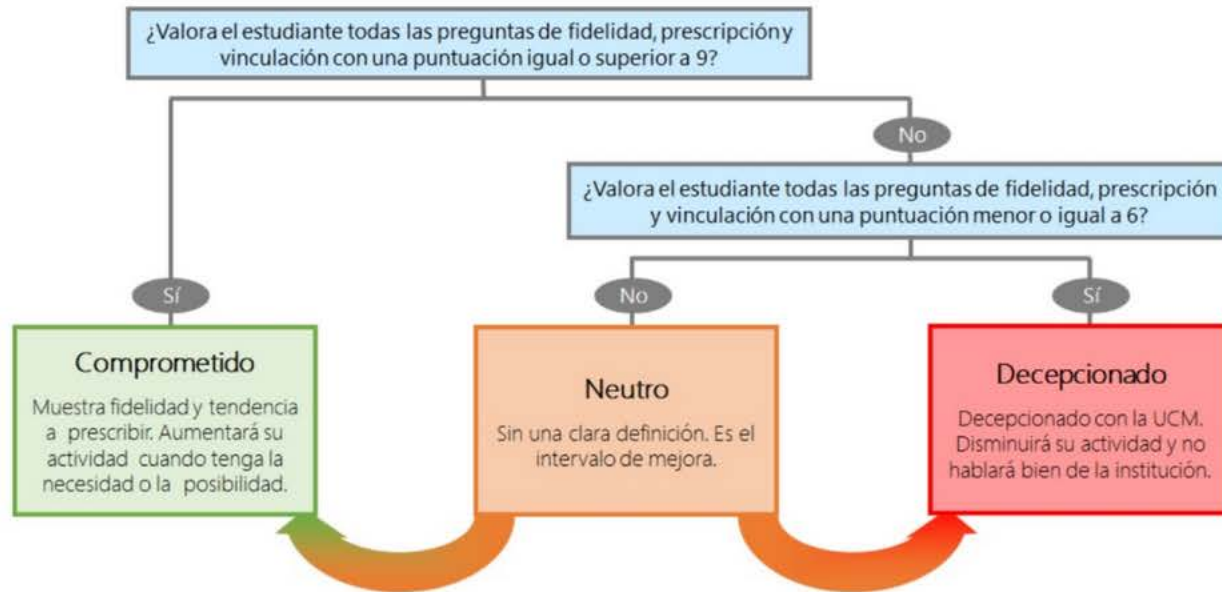 ¿Valora el estudiante todas las preguntas de fidelidad, prescripción y
vinculación con una puntuación igual o superior a 9?
No
¿Valora el estudiante todas las preguntas de fidelidad, prescripción
y vinculación con una puntuación menor o igual a 6?
Sí
No
Sí
Comprometido
Muestra fidelidad y tendencia
a prescribir. Aumentará su
actividad cuando tenga la
necesidad o la posibilidad.
Neutro
Sin una clara definición. Es el
intervalo de mejora.
Decepcionado
Decepcionado con la UCM.
Disminuirá su actividad y no
hablará bien de la institución.